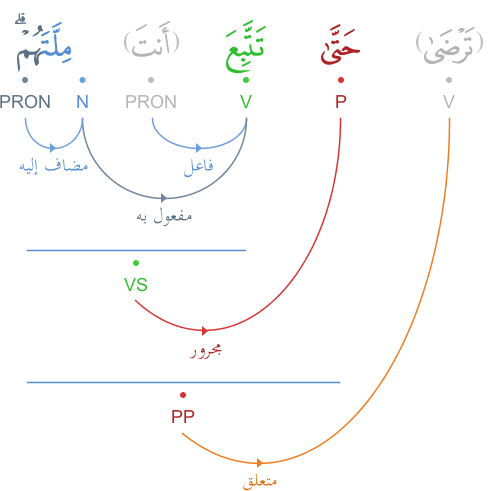 (تَرْضَىٰ) حَتَّىٰ تَتَّبِعَ (أَنتَ) مِلَّتَهُمْ ۗ
V P V PRON N PRON
فاعل مضاف إليه
مفعول به
VS
مجرور
PP
متعلق